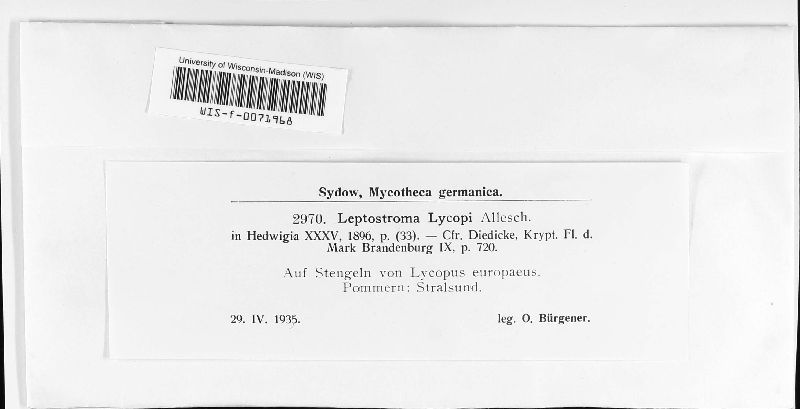 University of Wisconsin-Madison (WIS)
WIS-f-0071968
Sydow, Mycotheca germanica.
2970. Leptostroma Lycopi Allesch.
in Hedwigia XXXV, 1896, p. (33). — Cfr. Diedicke, Krypt. Fl. d.
Mark Brandenburg IX, p. 720.
Auf Stengeln von Lycopus europaeus.
Pommern: Stralsund.
29. IV. 1935. leg. O. Bürgener.